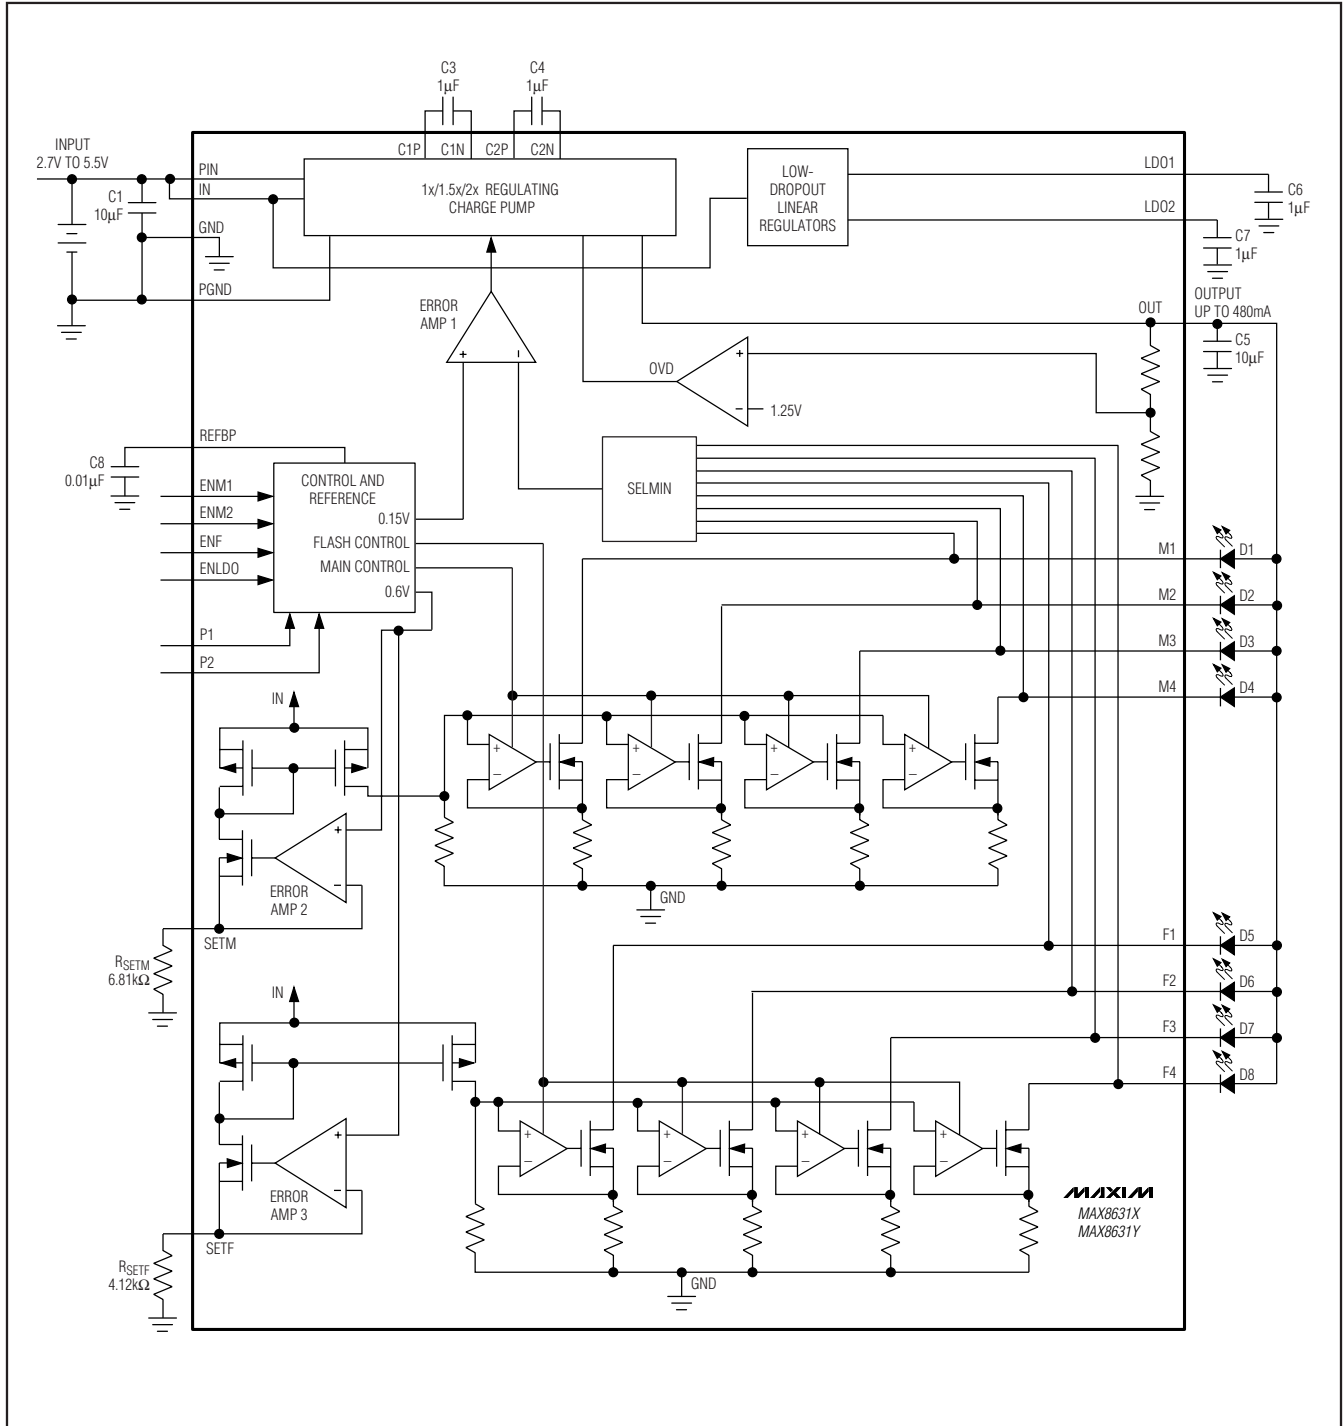 C3
1µF
C4
1µF
C1P
C1N
C2P
C2N
INPUT
2.7V TO 5.5V
PIN
IN
C1
10µF
GND
PGND
1x/1.5x/2x REGULATING
CHARGE PUMP
LOW-
DROPOUT
LINEAR
REGULATORS
LDO1
C6
1µF
LDO2
C7
1µF
ERROR
AMP 1
+
–
OUT
OUTPUT
UP TO 480mA
C5
10µF
OVD
+
–
1.25V
REFBP
C8
0.01µF
CONTROL AND
REFERENCE
0.15V
FLASH CONTROL
MAIN CONTROL
0.6V
ENM1
ENM2
ENF
ENLDO
P1
P2
SELMIN
M1
D1
M2
D2
M3
D3
M4
D4
IN
+
–
+
–
+
–
+
–
+
–
ERROR
AMP 2
GND
SETM
RSETM
6.81kΩ
F1
D5
F2
D6
F3
D7
F4
D8
IN
+
–
+
–
+
–
+
–
+
–
ERROR
AMP 3
SETF
RSETF
4.12kΩ
GND
MAXIM
MAX8631X
MAX8631Y